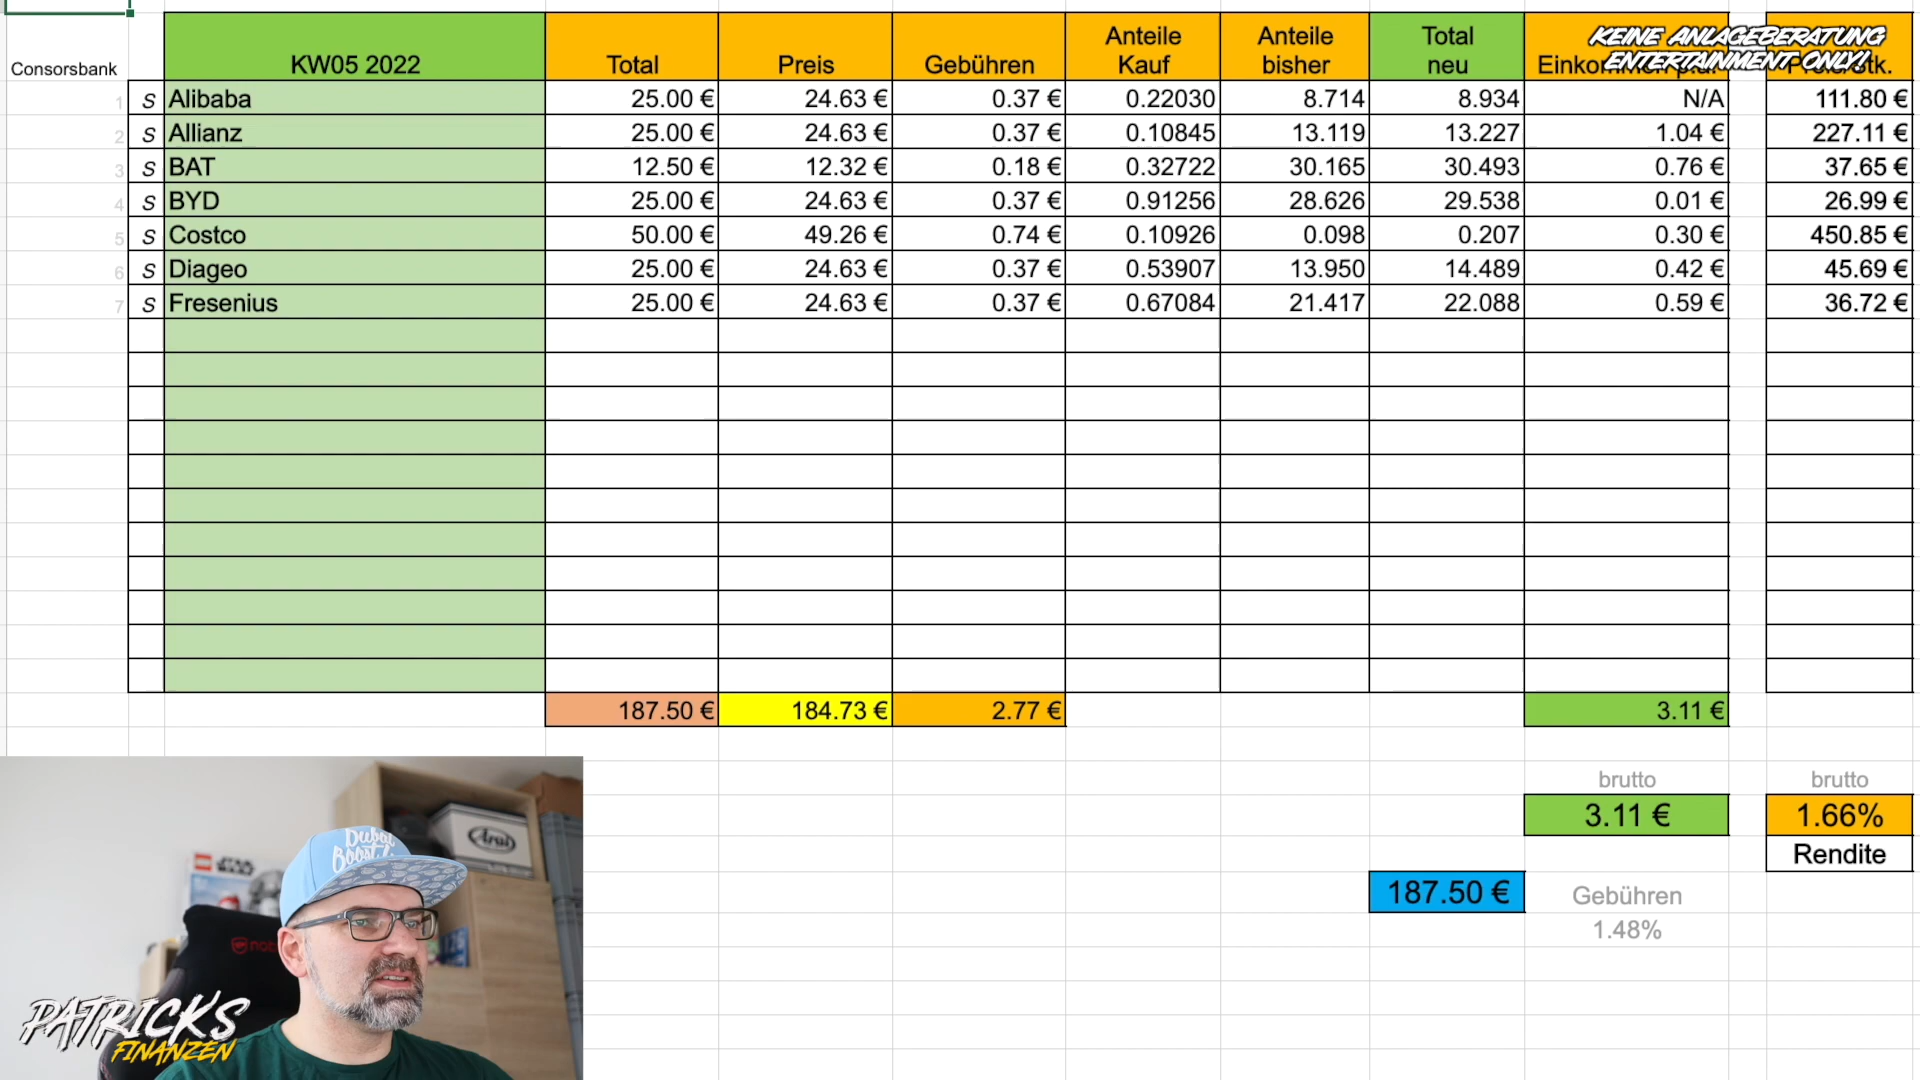 KEINE ANLAGEBERATUNG
ENTERTAINMENT ONLY!
Consorsbank KW05 2022 Total Preis Gebühren Anteile Kauf Anteile bisher Total neu
1 S Alibaba 25.00 € 24.63 € 0.37 € 0.22030 8.714 8.934 N/A 111.80 €
2 S Allianz 25.00 € 24.63 € 0.37 € 0.10845 13.119 13.227 1.04 € 227.11 €
3 S BAT 12.50 € 12.32 € 0.18 € 0.32722 30.165 30.493 0.76 € 37.65 €
4 S BYD 25.00 € 24.63 € 0.37 € 0.91256 28.626 29.538 0.01 € 26.99 €
5 S Costco 50.00 € 49.26 € 0.74 € 0.10926 0.098 0.207 0.30 € 450.85 €
6 S Diageo 25.00 € 24.63 € 0.37 € 0.53907 13.950 14.489 0.42 € 45.69 €
7 S Fresenius 25.00 € 24.63 € 0.37 € 0.67084 21.417 22.088 0.59 € 36.72 €
187.50 € 184.73 € 2.77 € 3.11 €
brutto brutto
3.11 € 1.66%
Rendite
187.50 € Gebühren
1.48%
Dubai
Arai
LEGO STAR WARS
PATRICKS
FINANZEN